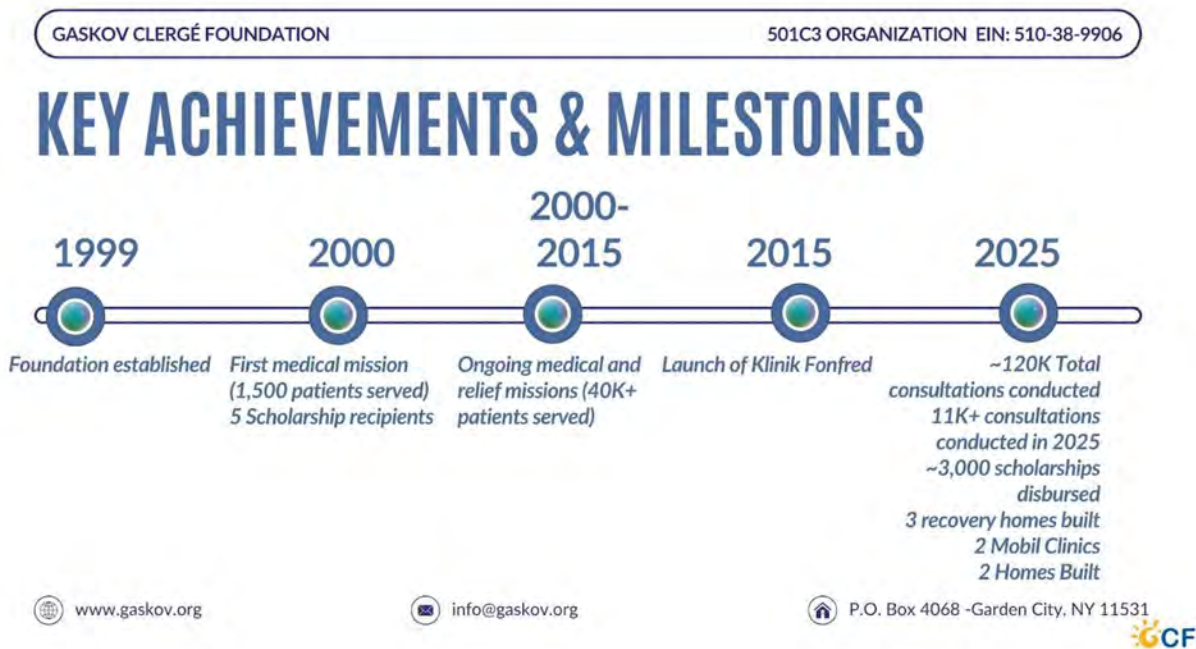 GASKOV CLERGÉ FOUNDATION
501C3 ORGANIZATION EIN: 510-38-9906
KEY ACHIEVEMENTS & MILESTONES
1999
Foundation established
2000
First medical mission
(1,500 patients served)
5 Scholarship recipients
2000-
2015
Ongoing medical and
relief missions (40K+
patients served)
2015
Launch of Klinik Fonfred
2025
~120K Total
consultations conducted
11K+ consultations
conducted in 2025
~3,000 scholarships
disbursed
3 recovery homes built
2 Mobil Clinics
2 Homes Built
www.gaskov.org
info@gaskov.org
P.O. Box 4068 -Garden City, NY 11531
GCF